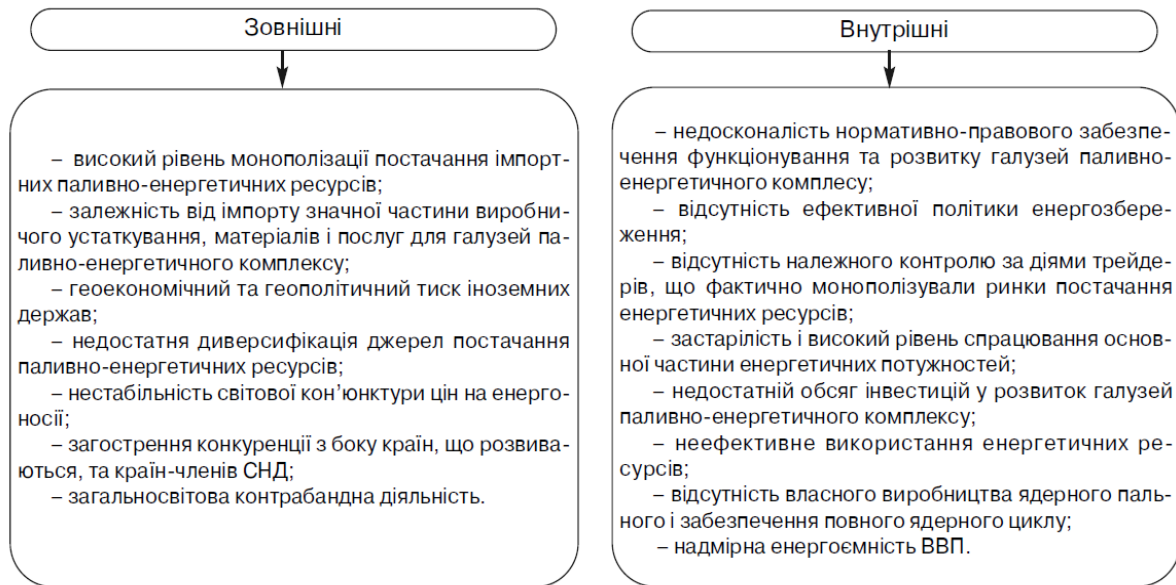 Зовнішні
– високий рівень монополізації постачання імпорт-
них паливно-енергетичних ресурсів;
– залежність від імпорту значної частини виробни-
чого устаткування, матеріалів і послуг для галузей па-
ливно-енергетичного комплексу;
– геоекономічний та геополітичний тиск іноземних
держав;
– недостатня диверсифікація джерел постачання
паливно-енергетичних ресурсів;
– нестабільність світової кон’юнктури цін на енерго-
носії;
– загострення конкуренції з боку країн, що розвива-
ються, та країн-членів СНД;
– загальносвітова контрабандна діяльність.
Внутрішні
– недосконалість нормативно-правового забезпе-
чення функціонування та розвитку галузей паливно-
енергетичного комплесу;
– відсутність ефективної політики енергозбере-
ження;
– відсутність належного контролю за діями трейде-
рів, що фактично монополізували ринки постачання
енергетичних ресурсів;
– застарілість і високий рівень спрацювання основ-
ної частини енергетичних потужностей;
– недостатній обсяг інвестицій у розвиток галузей
паливно-енергетичного комплексу;
– неефективне використання енергетичних ре-
сурсів;
– відсутність власного виробництва ядерного паль-
ного і забезпечення повного ядерного циклу;
– надмірна енергоємність ВВП.